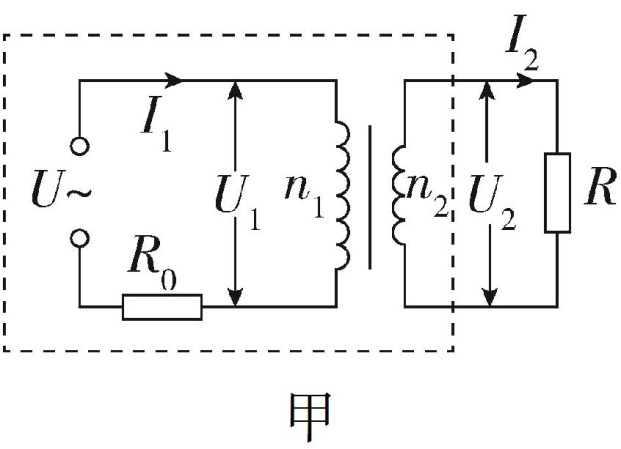 I₂
I₁
U~ U₁ n₁ n₂ U₂ R
R₀
甲